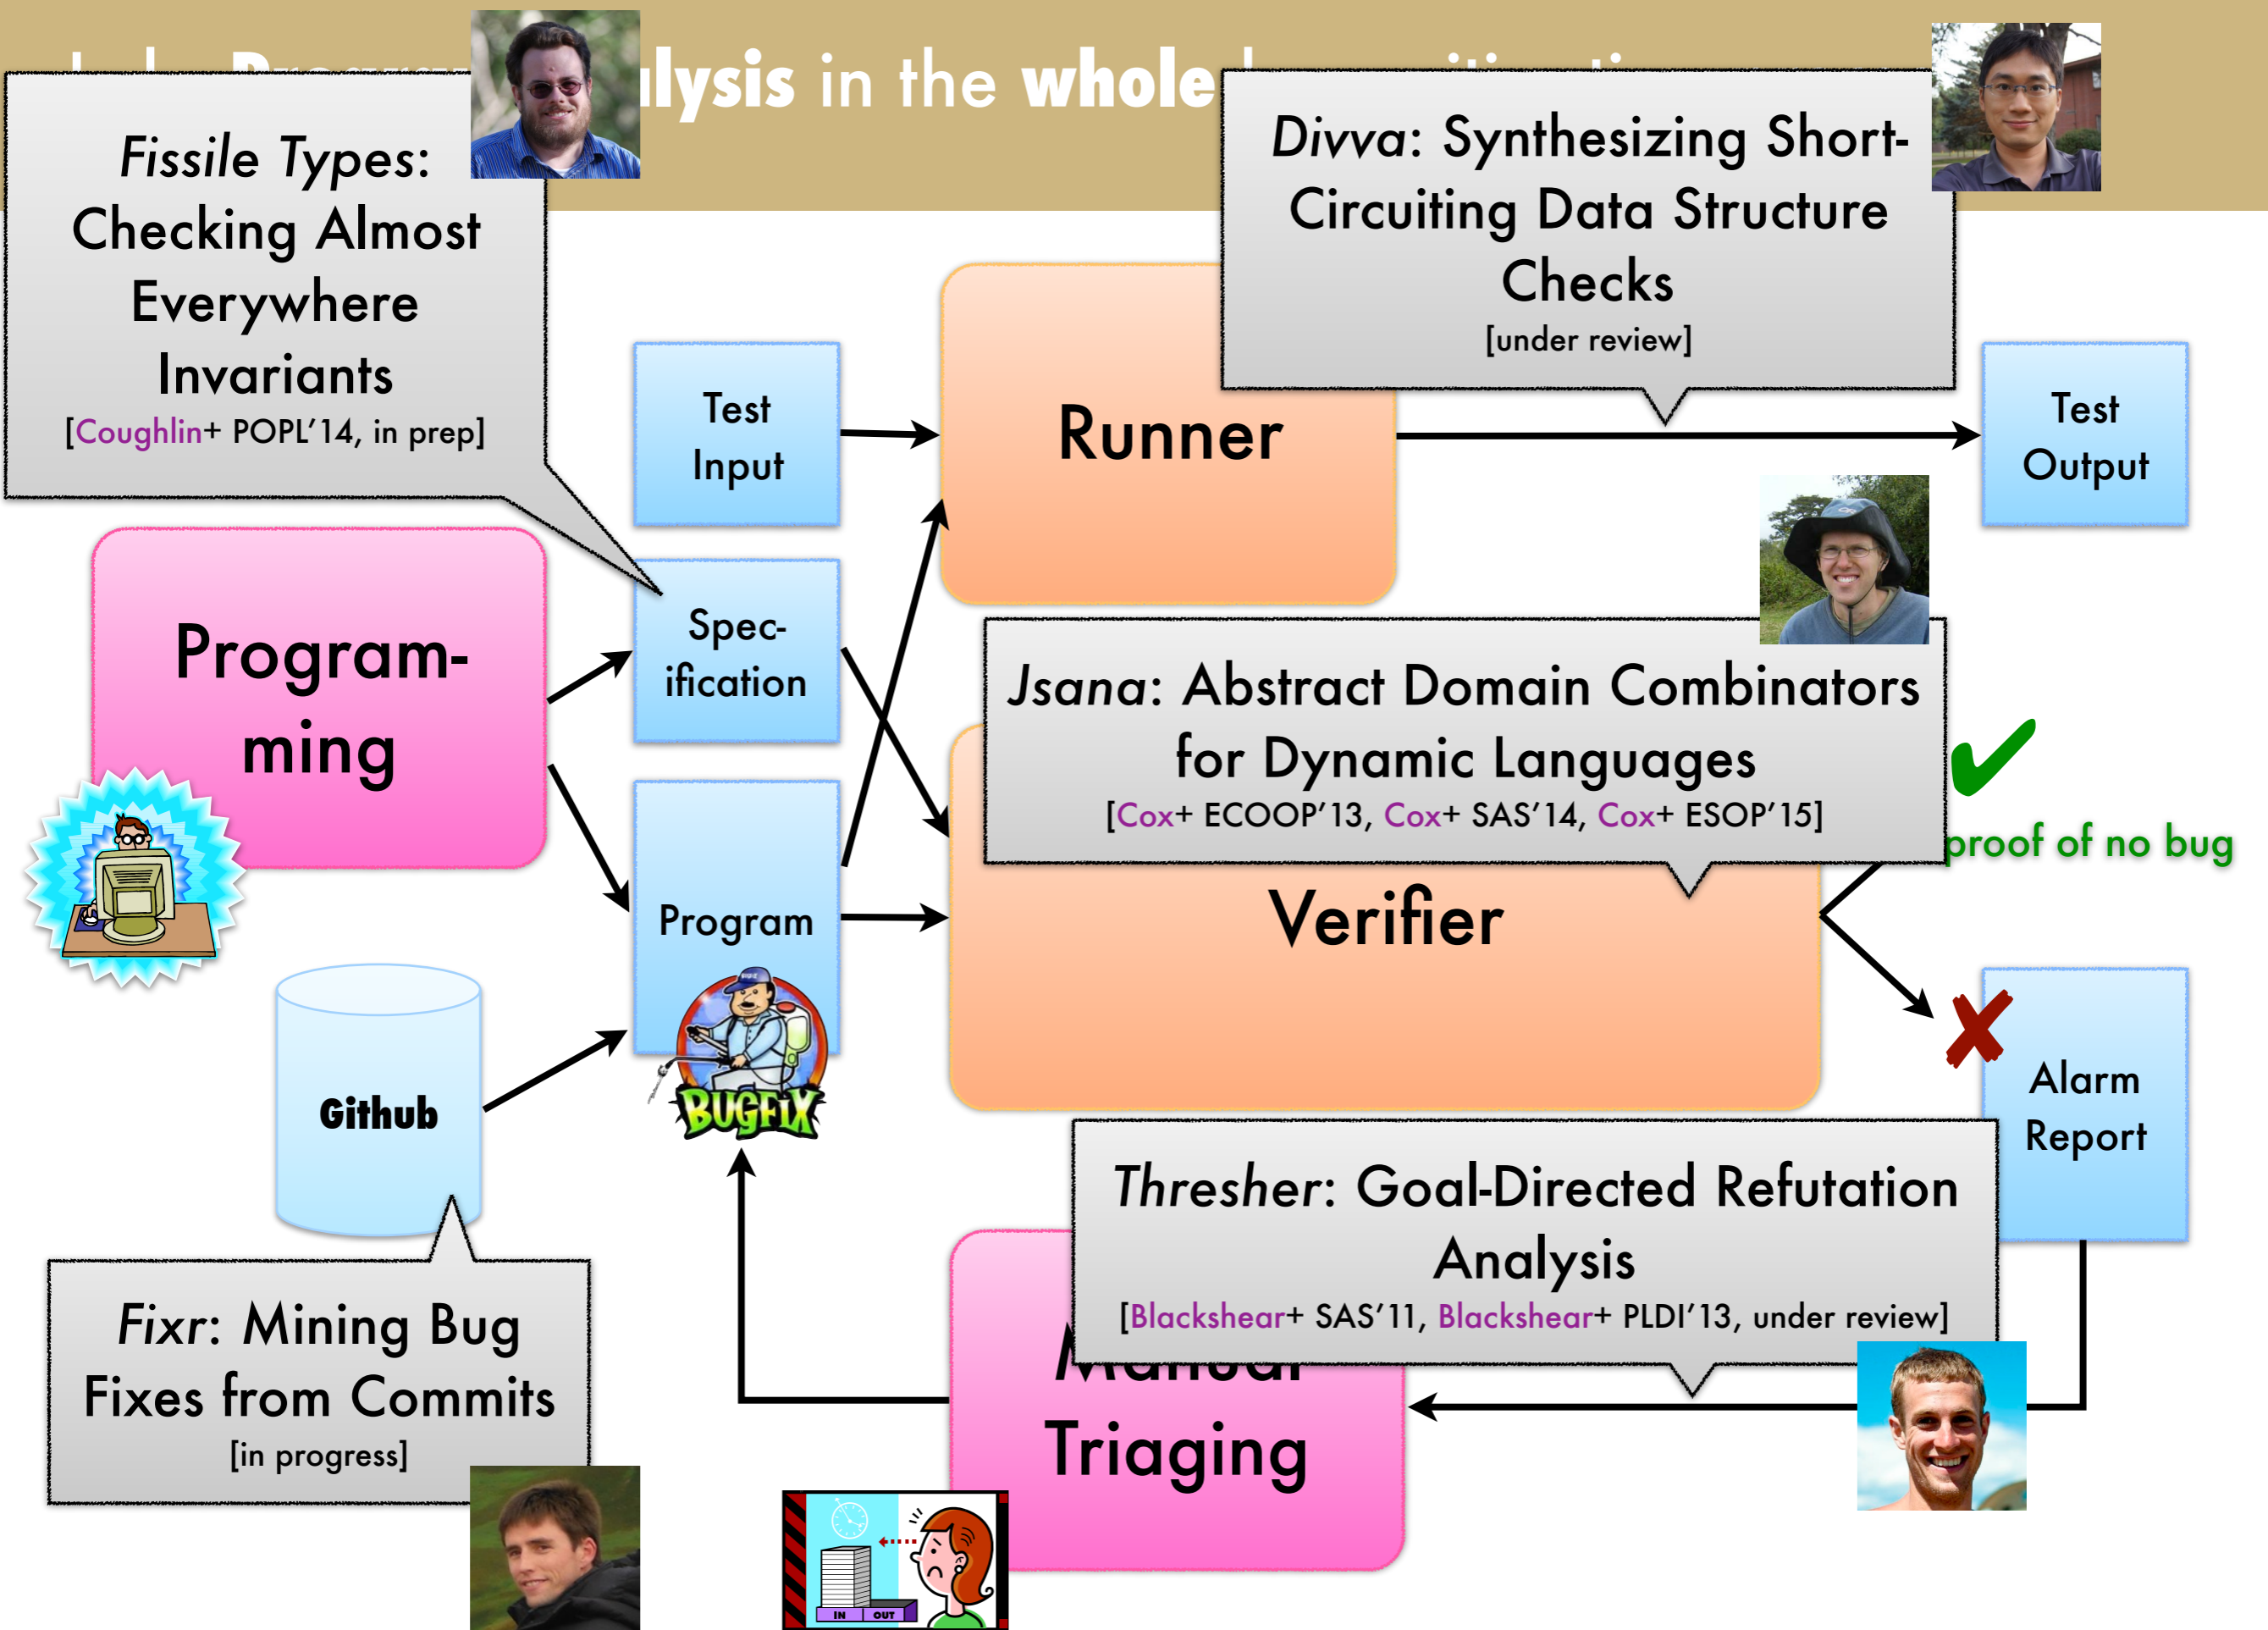 lysis in the whole
Fissile Types:
Checking Almost
Everywhere
Invariants
[Coughlin+ POPL'14, in prep]
Divva: Synthesizing Short-
Circuiting Data Structure
Checks
[under review]
Test
Input
Runner
Test
Output
Program-
ming
Spec-
ification
Jsana: Abstract Domain Combinators
for Dynamic Languages
[Cox+ ECOOP'13, Cox+ SAS'14, Cox+ ESOP'15]
proof of no bug
Program
Verifier
BUGFIX
Github
Alarm
Report
Thresher: Goal-Directed Refutation
Analysis
[Blackshear+ SAS'11, Blackshear+ PLDI'13, under review]
Fixr: Mining Bug
Fixes from Commits
[in progress]
Manual
Triaging
IN OUT